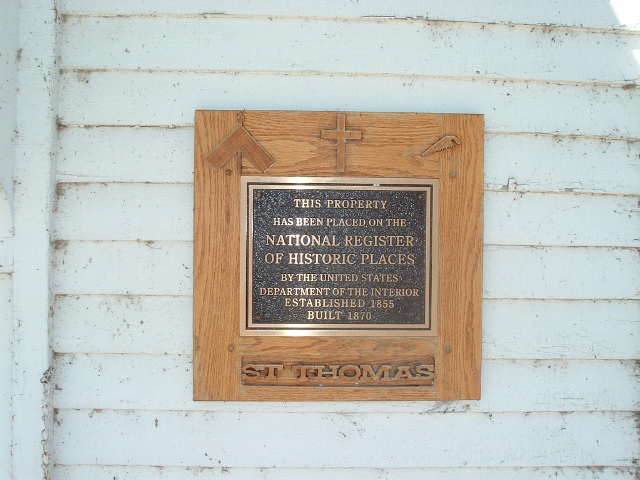 THIS PROPERTY
HAS BEEN PLACED ON THE
NATIONAL REGISTER
OF HISTORIC PLACES
BY THE UNITED STATES
DEPARTMENT OF THE INTERIOR
ESTABLISHED 1855
BUILT 1870
ST THOMAS